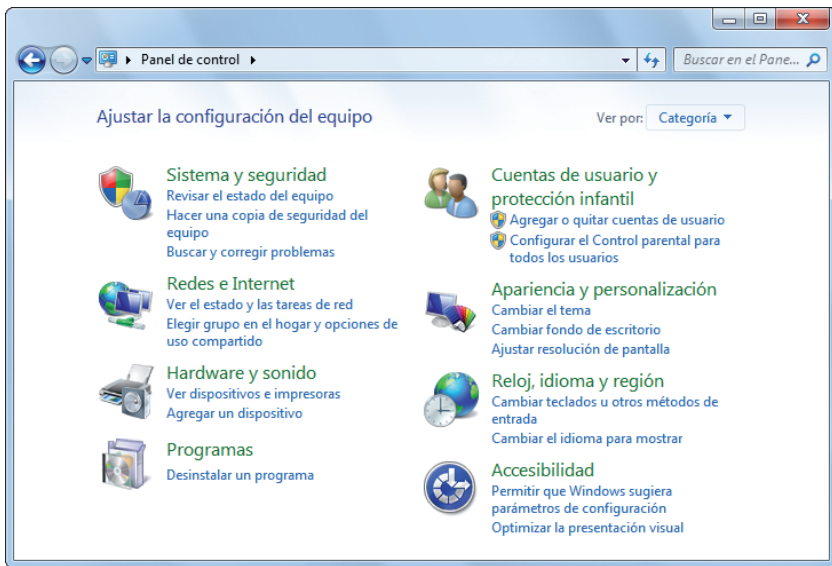 Panel de control
Buscar en el Pane...
Ajustar la configuración del equipo
Ver por: Categoría
Sistema y seguridad
Revisar el estado del equipo
Hacer una copia de seguridad del
equipo
Buscar y corregir problemas
Redes e Internet
Ver el estado y las tareas de red
Elegir grupo en el hogar y opciones de
uso compartido
Hardware y sonido
Ver dispositivos e impresoras
Agregar un dispositivo
Programas
Desinstalar un programa
Cuentas de usuario y
protección infantil
Agregar o quitar cuentas de usuario
Configurar el Control parental para
todos los usuarios
Apariencia y personalización
Cambiar el tema
Cambiar fondo de escritorio
Ajustar resolución de pantalla
Reloj, idioma y región
Cambiar teclados u otros métodos de
entrada
Cambiar el idioma para mostrar
Accesibilidad
Permitir que Windows sugiera
parámetros de configuración
Optimizar la presentación visual